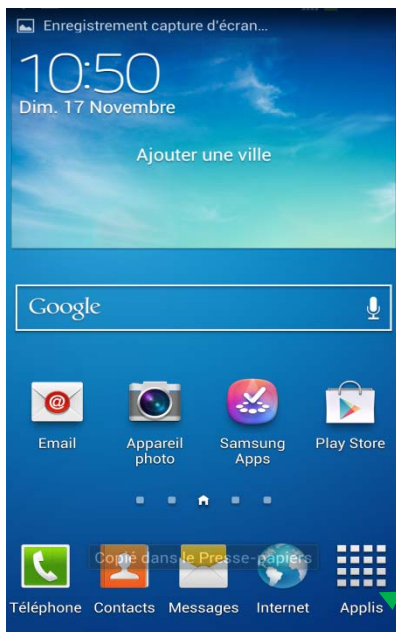 Enregistrement capture d'écran...
10:50
Dim. 17 Novembre
Ajouter une ville
Google
Email
Appareil photo
Samsung Apps
Play Store
Copié dans le Presse-papiers
Téléphone
Contacts
Messages
Internet
Applis